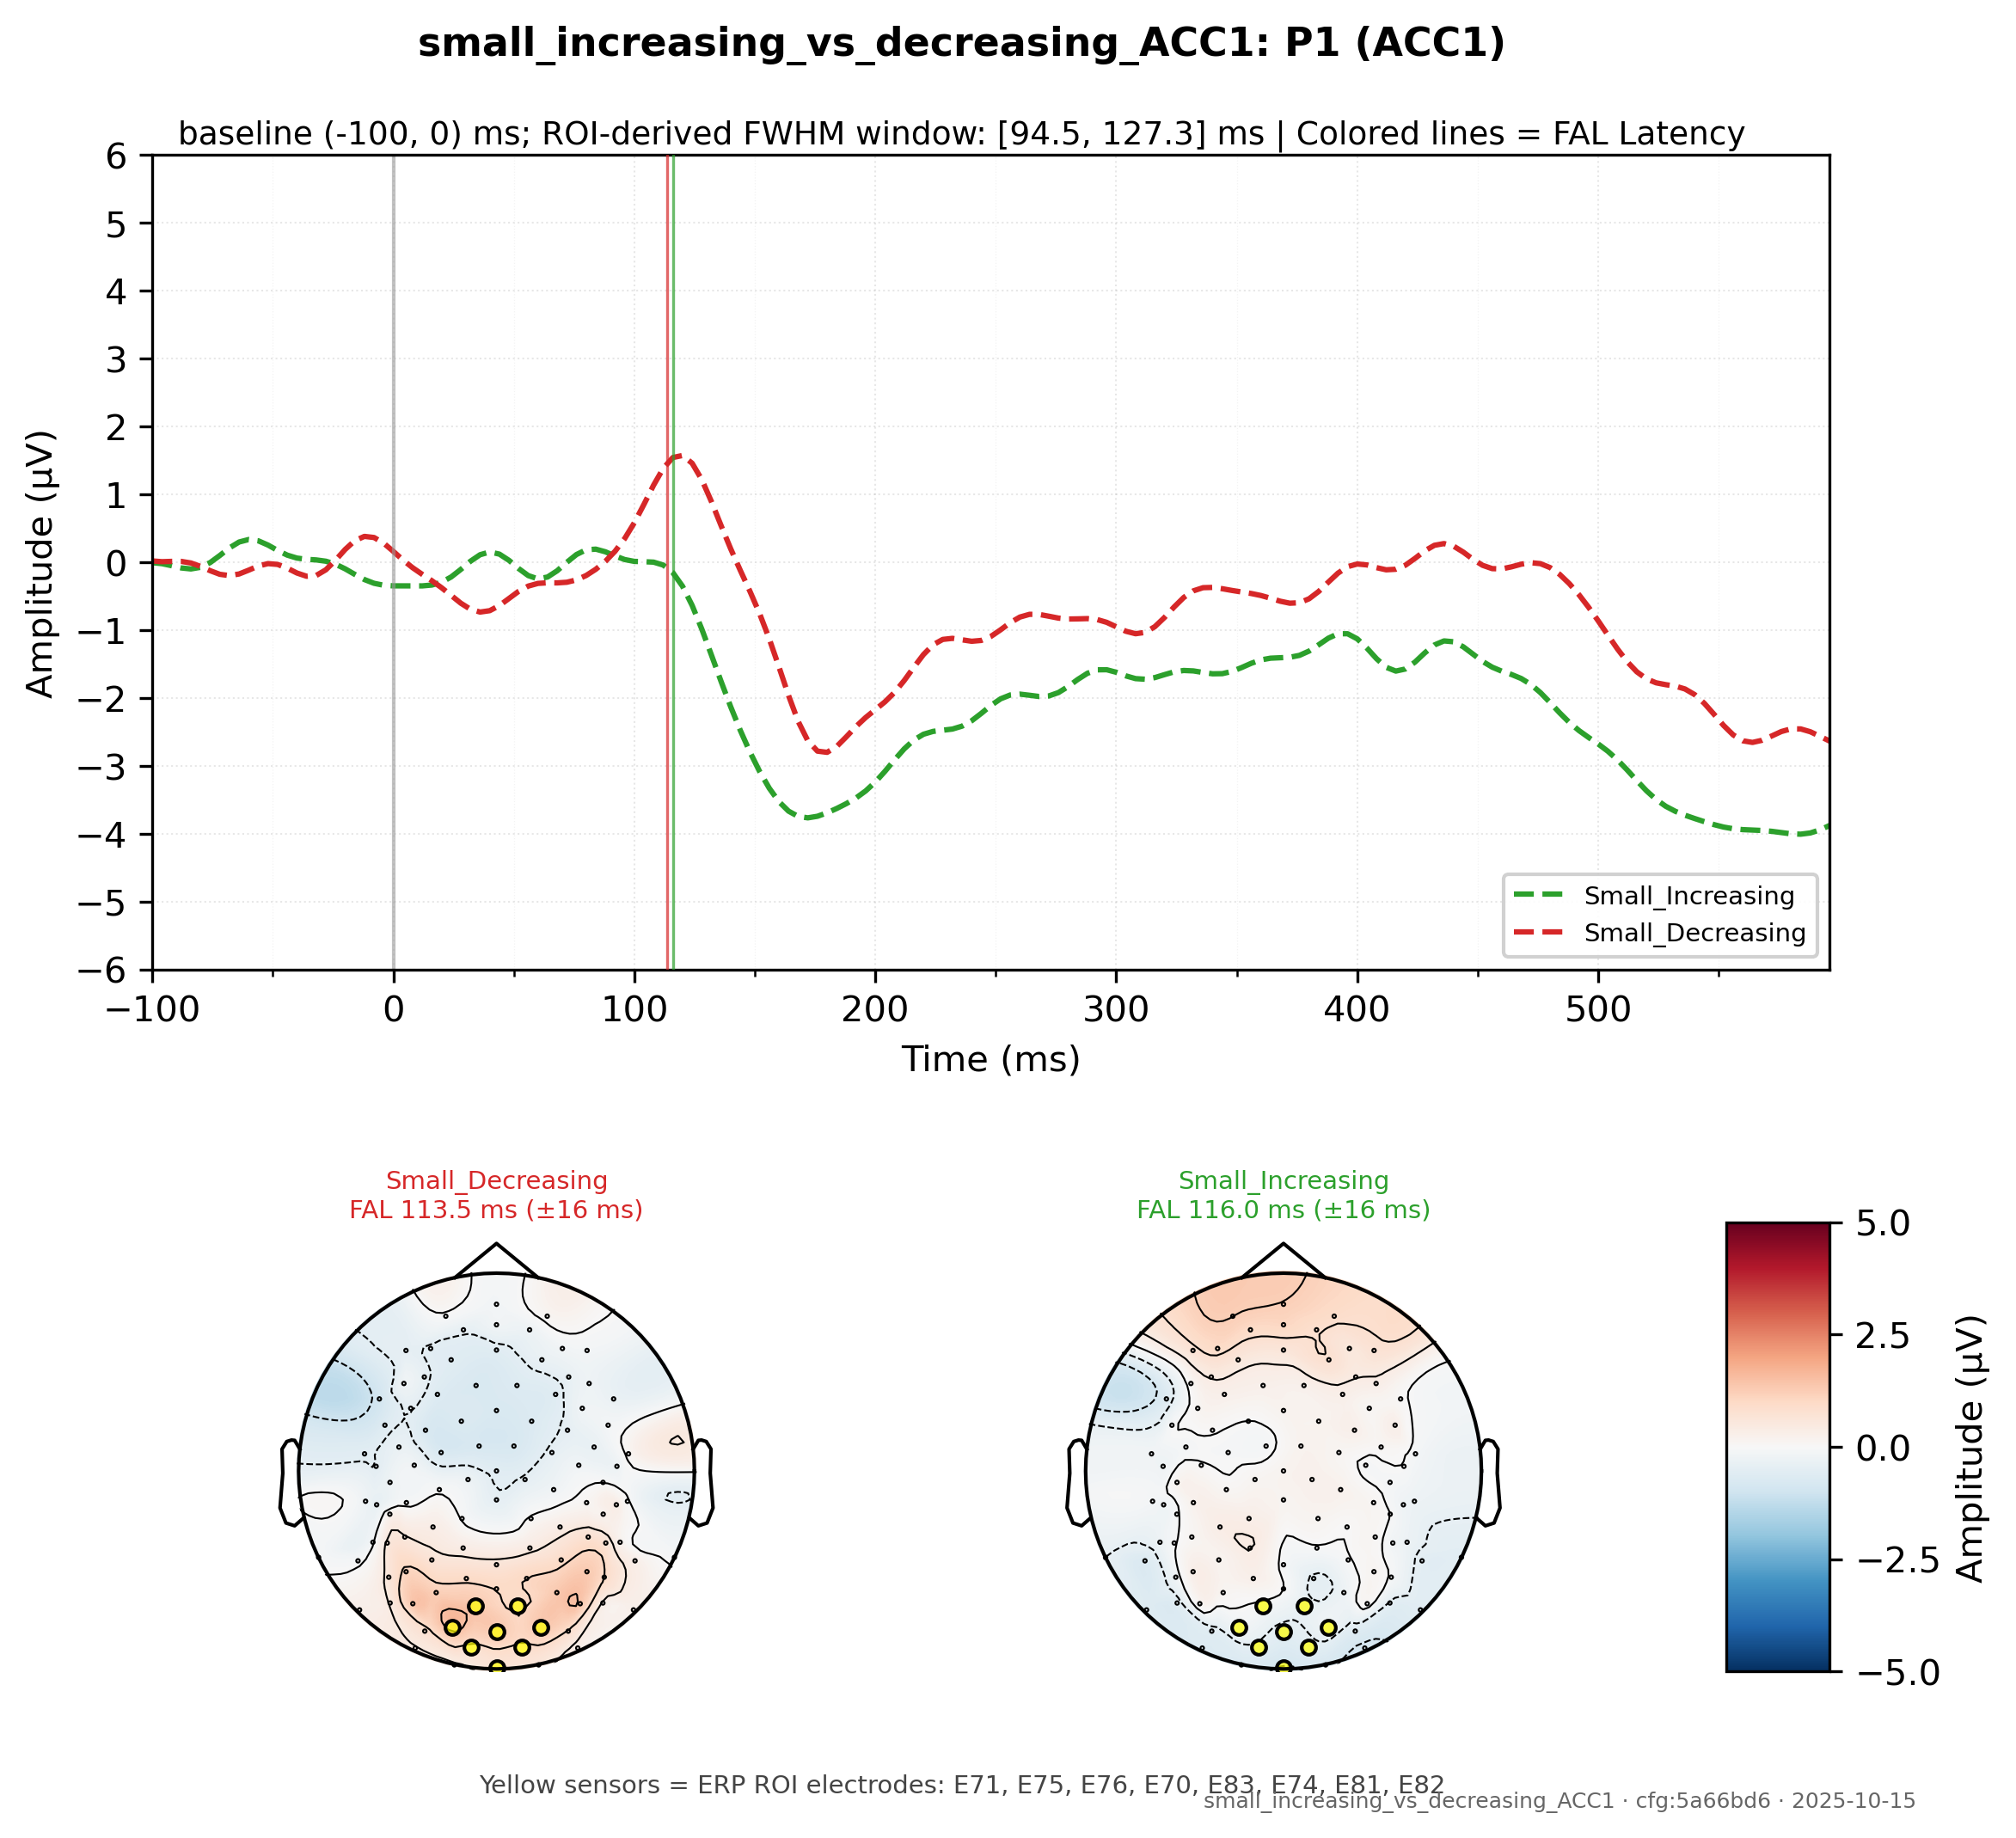 small_increasing_vs_decreasing_ACC1: P1 (ACC1)
baseline (-100, 0) ms; ROI-derived FWHM window: [94.5, 127.3] ms | Colored lines = FAL Latency
6
5
4
3
2
1
0
−1
−2
−3
−4
−5
−6
Amplitude (μV)
−100
0
100
200
300
400
500
Time (ms)
Small_Increasing
Small_Decreasing
Small_Decreasing
FAL 113.5 ms (±16 ms)
Small_Increasing
FAL 116.0 ms (±16 ms)
5.0
2.5
0.0
−2.5
−5.0
Amplitude (μV)
Yellow sensors = ERP ROI electrodes: E71, E75, E76, E70, E83, E74, E81, E82
small_increasing_vs_decreasing_ACC1 · cfg:5a66bd6 · 2025-10-15